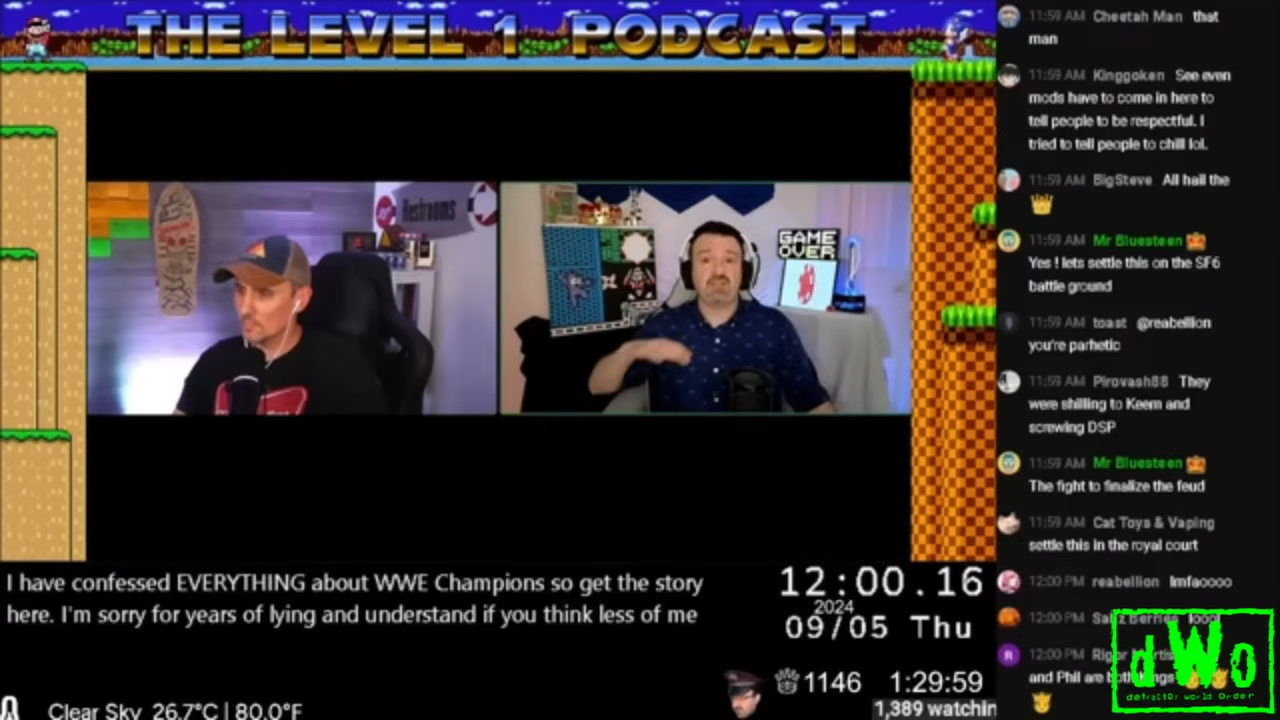 THE LEVEL 1 PODCAST
Restrooms
GAME
OVER
I have confessed EVERYTHING about WWE Champions so get the story
here. I'm sorry for years of lying and understand if you think less of me
12:00.16
2024
09/05 Thu
1146 1:29:59
1,389 watchin
Clear Sky 26.7°C | 80.0°F
11:59 AM Cheetah Man that
man
11:59 AM Kinggoken See even
mods have to come in here to
tell people to be respectful. I
tried to tell people to chill lol.
11:59 AM BigSteve All hail the
11:59 AM Mr Bluesteen
Yes ! lets settle this on the SF6
battle ground
11:59 AM toast @reabellion
you're parhetic
11:59 AM Pirovash88 They
were shilling to Keem and
screwing DSP
11:59 AM Mr Bluesteen
The fight to finalize the feud
11:59 AM Cat Toys & Vaping
settle this in the royal court
12:00 PM reabellion lmfaoooo
12:00 PM
12:00 PM Rigor
and Phil are
dWo
detractor world Order